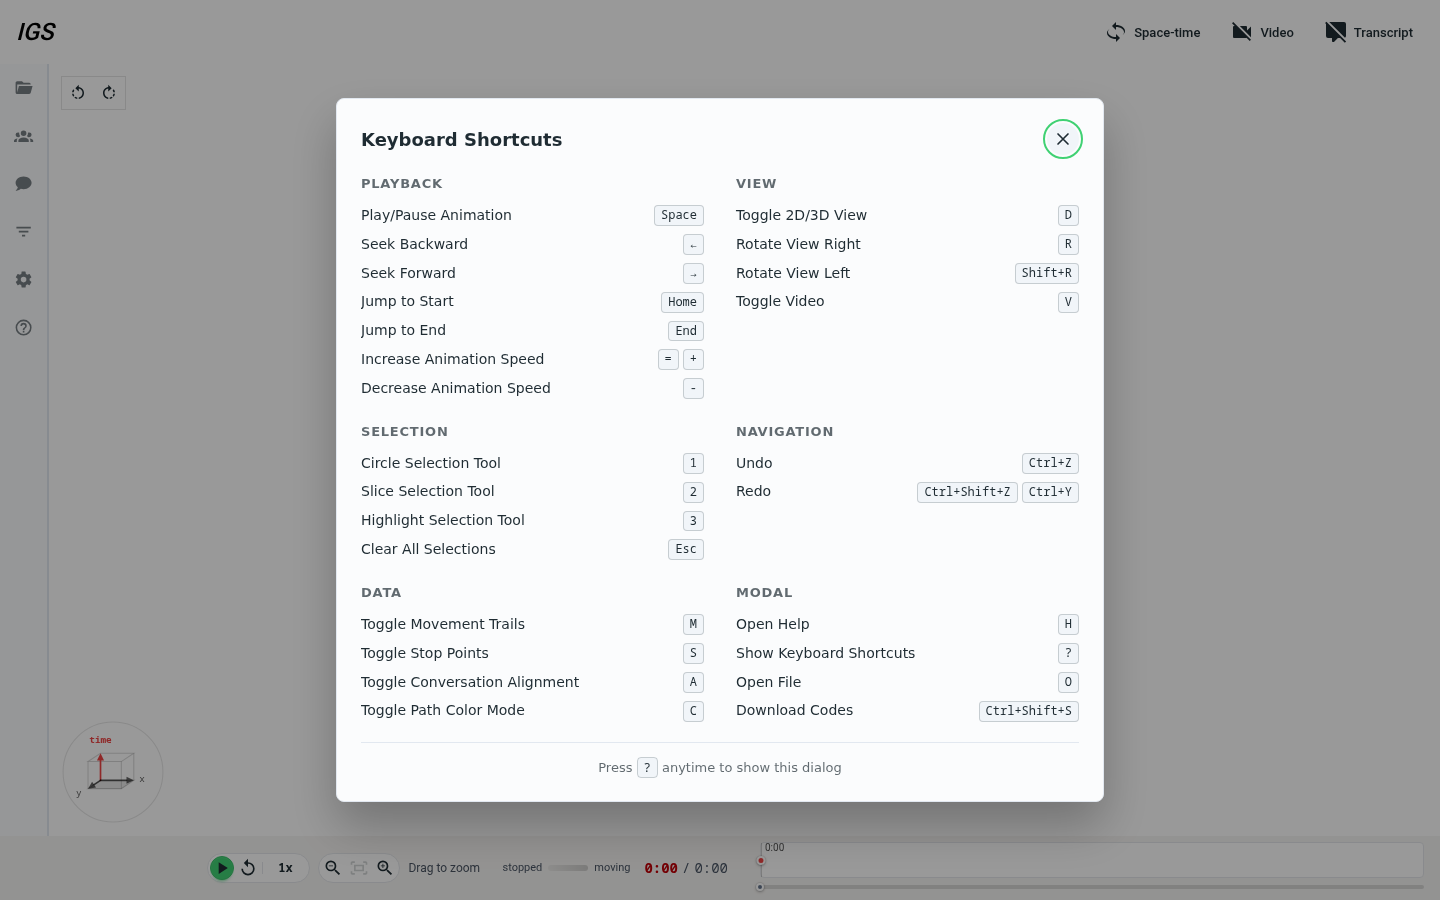 IGS
Space-time
Video
Transcript
Keyboard Shortcuts
PLAYBACK
Play/Pause Animation Space
Seek Backward ←
Seek Forward →
Jump to Start Home
Jump to End End
Increase Animation Speed = +
Decrease Animation Speed -
VIEW
Toggle 2D/3D View D
Rotate View Right R
Rotate View Left Shift+R
Toggle Video V
SELECTION
Circle Selection Tool 1
Slice Selection Tool 2
Highlight Selection Tool 3
Clear All Selections Esc
NAVIGATION
Undo Ctrl+Z
Redo Ctrl+Shift+Z Ctrl+Y
DATA
Toggle Movement Trails M
Toggle Stop Points S
Toggle Conversation Alignment A
Toggle Path Color Mode C
MODAL
Open Help H
Show Keyboard Shortcuts ?
Open File O
Download Codes Ctrl+Shift+S
Press ? anytime to show this dialog
time
x
y
1x
Drag to zoom
stopped
moving
0:00 / 0:00
0:00